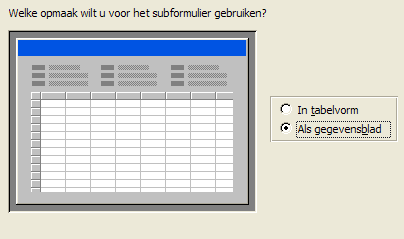 Welke opmaak wilt u voor het subformulier gebruiken?
In tabelvorm
Als gegevensblad